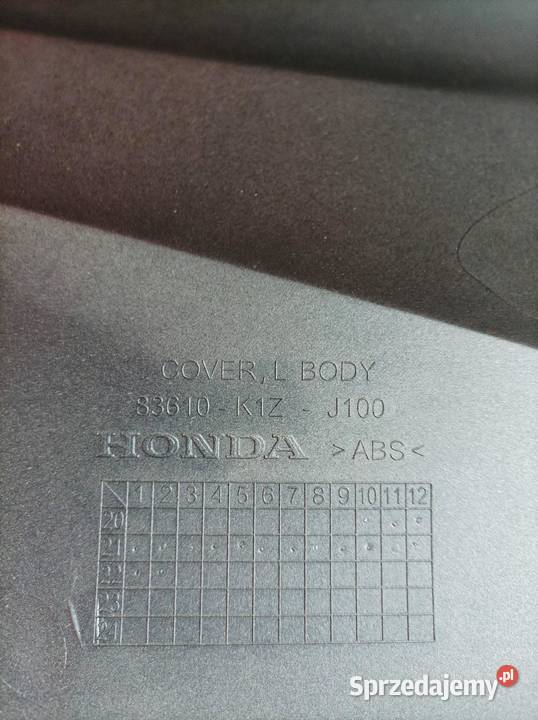 COVER, L BODY
83610 - K1Z - J100
HONDA >ABS<
1 2 3 4 5 6 7 8 9 10 11 12
20
21
22
23
Sprzedajemy.pl